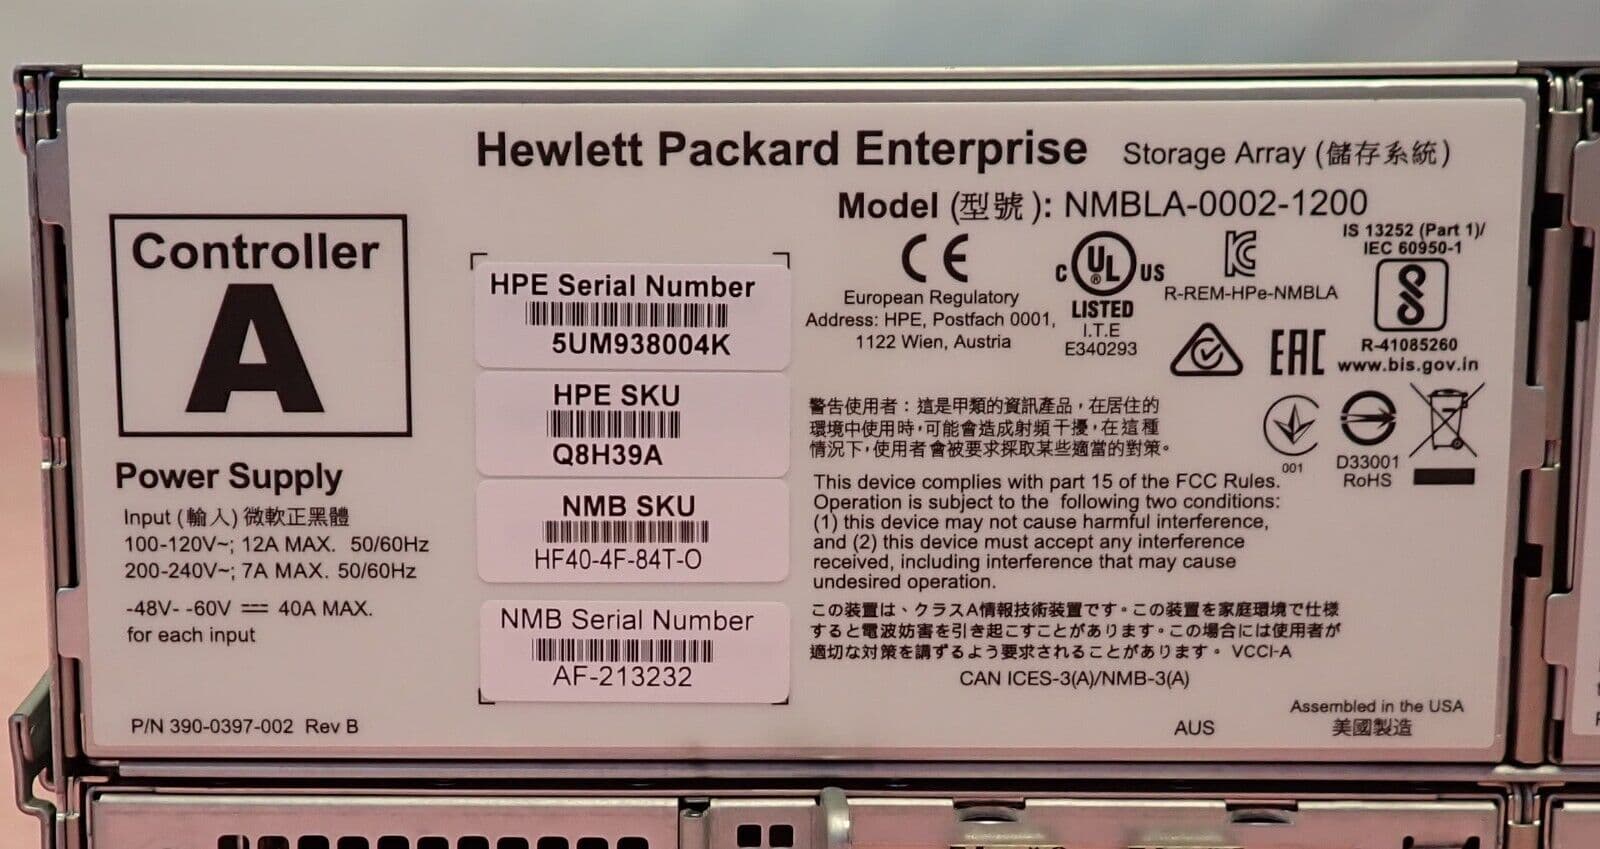 Hewlett Packard Enterprise Storage Array (儲存系統)
Model (型號): NMBLA-0002-1200
Controller
A
Power Supply
Input (輸入) 微軟正黑體
100-120V~; 12A MAX. 50/60Hz
200-240V~; 7A MAX. 50/60Hz
-48V- -60V ⎓ 40A MAX.
for each input
P/N 390-0397-002 Rev B
HPE Serial Number
5UM938004K
HPE SKU
Q8H39A
NMB SKU
HF40-4F-84T-O
NMB Serial Number
AF-213232
CE
European Regulatory
Address: HPE, Postfach 0001,
1122 Wien, Austria
C UL® US
LISTED
I.T.E
E340293
R-REM-HPe-NMBLA
IS 13252 (Part 1)/
IEC 60950-1
R-41085260
www.bis.gov.in
EAC
001
D33001
RoHS
警告使用者：這是甲類的資訊產品，在居住的
環境中使用時，可能會造成射頻干擾，在這種
情況下，使用者會被要求採取某些適當的對策。
This device complies with part 15 of the FCC Rules.
Operation is subject to the following two conditions:
(1) this device may not cause harmful interference,
and (2) this device must accept any interference
received, including interference that may cause
undesired operation.
この装置は、クラスA情報技術装置です。この装置を家庭環境で仕様
すると電波妨害を引き起こすことがあります。この場合には使用者が
適切な対策を講ずるよう要求されることがあります。 VCCI-A
CAN ICES-3(A)/NMB-3(A)
AUS
Assembled in the USA
美國製造